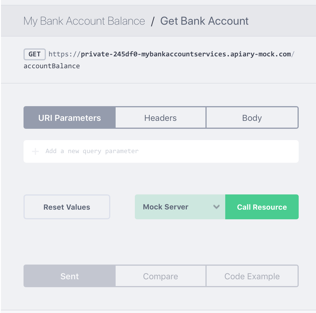 My Bank Account Balance / Get Bank Account
GET https://private-245df0-mybankaccountservices.apiary-mock.com/
accountBalance
URI Parameters Headers Body
+ Add a new query parameter
Reset Values Mock Server Call Resource
Sent Compare Code Example